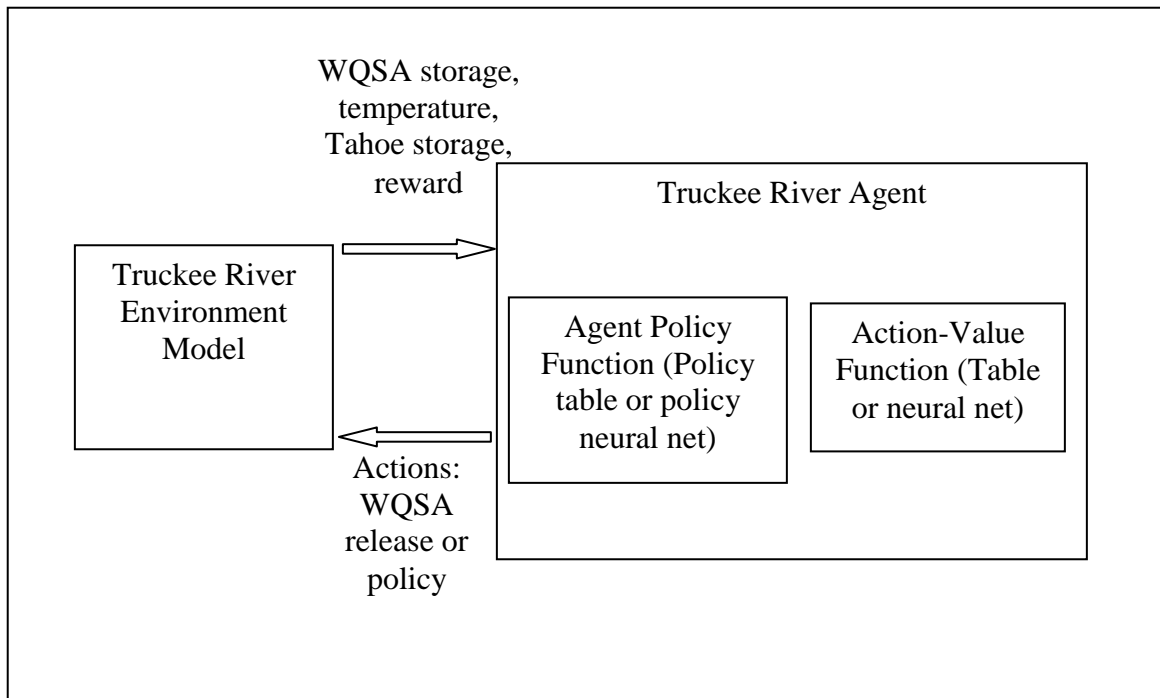 WQSA storage,
temperature,
Tahoe storage,
reward
Truckee River Agent
Truckee River
Environment
Model
Agent Policy
Function (Policy
table or policy
neural net)
Action-Value
Function (Table
or neural net)
Actions:
WQSA
release or
policy